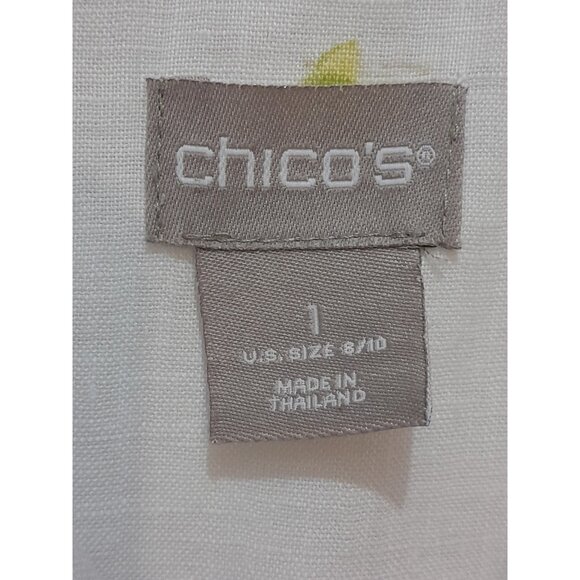 chico's®
1
U.S. SIZE 8/10
MADE IN
THAILAND